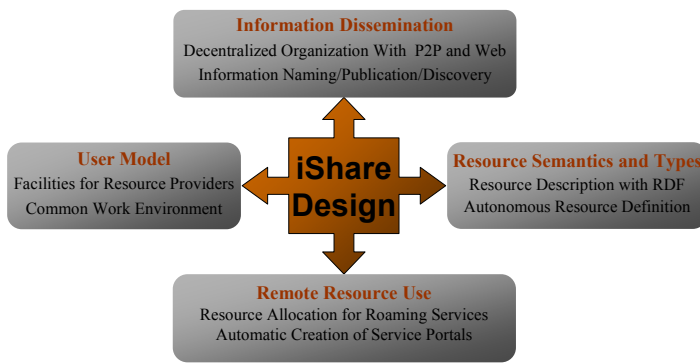 Information Dissemination
Decentralized Organization With P2P and Web
Information Naming/Publication/Discovery
User Model
Facilities for Resource Providers
Common Work Environment
iShare
Design
Resource Semantics and Types
Resource Description with RDF
Autonomous Resource Definition
Remote Resource Use
Resource Allocation for Roaming Services
Automatic Creation of Service Portals